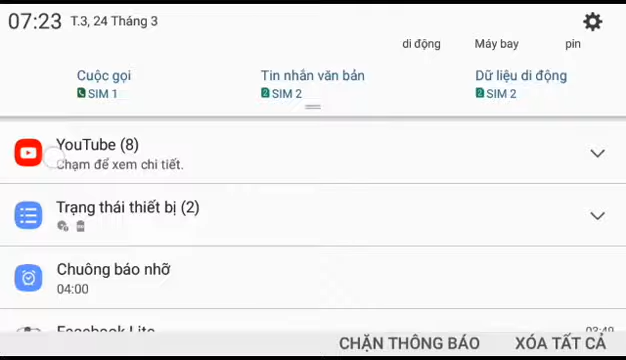 07:23 T.3, 24 Tháng 3
di động Máy bay pin
Cuộc gọi Tin nhắn văn bản Dữ liệu di động
SIM 1 2 SIM 2 2 SIM 2
YouTube (8)
Chạm để xem chi tiết.
Trạng thái thiết bị (2)
Chuông báo nhỡ
04:00
Facebook Lite 03:49
CHẶN THÔNG BÁO XÓA TẤT CẢ